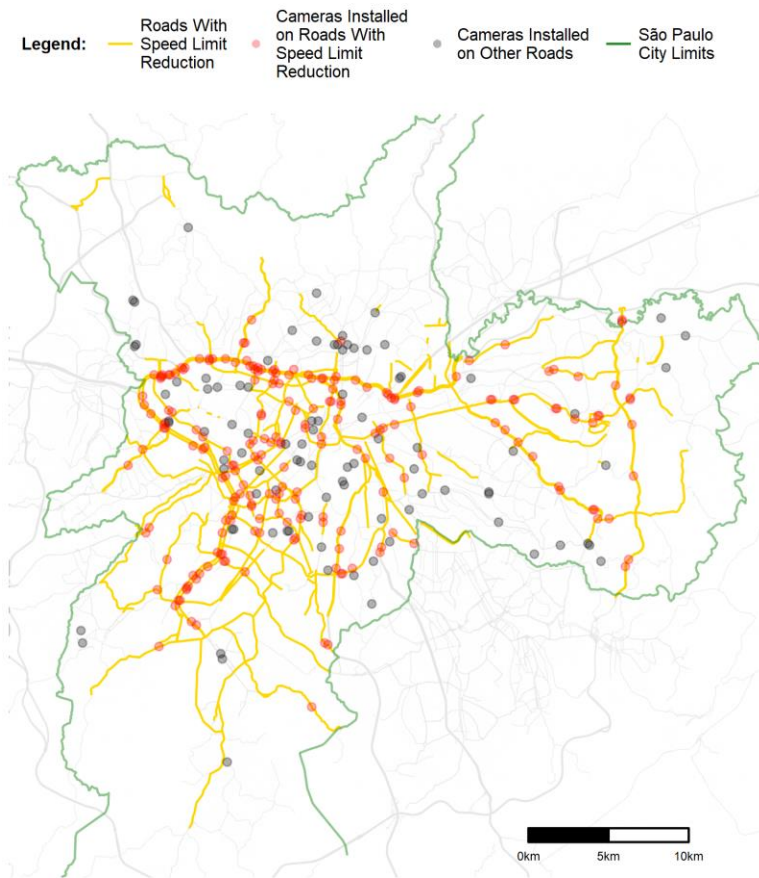 Legend:
Roads With
Speed Limit
Reduction
Cameras Installed
on Roads With
Speed Limit
Reduction
Cameras Installed
on Other Roads
São Paulo
City Limits
0km 5km 10km